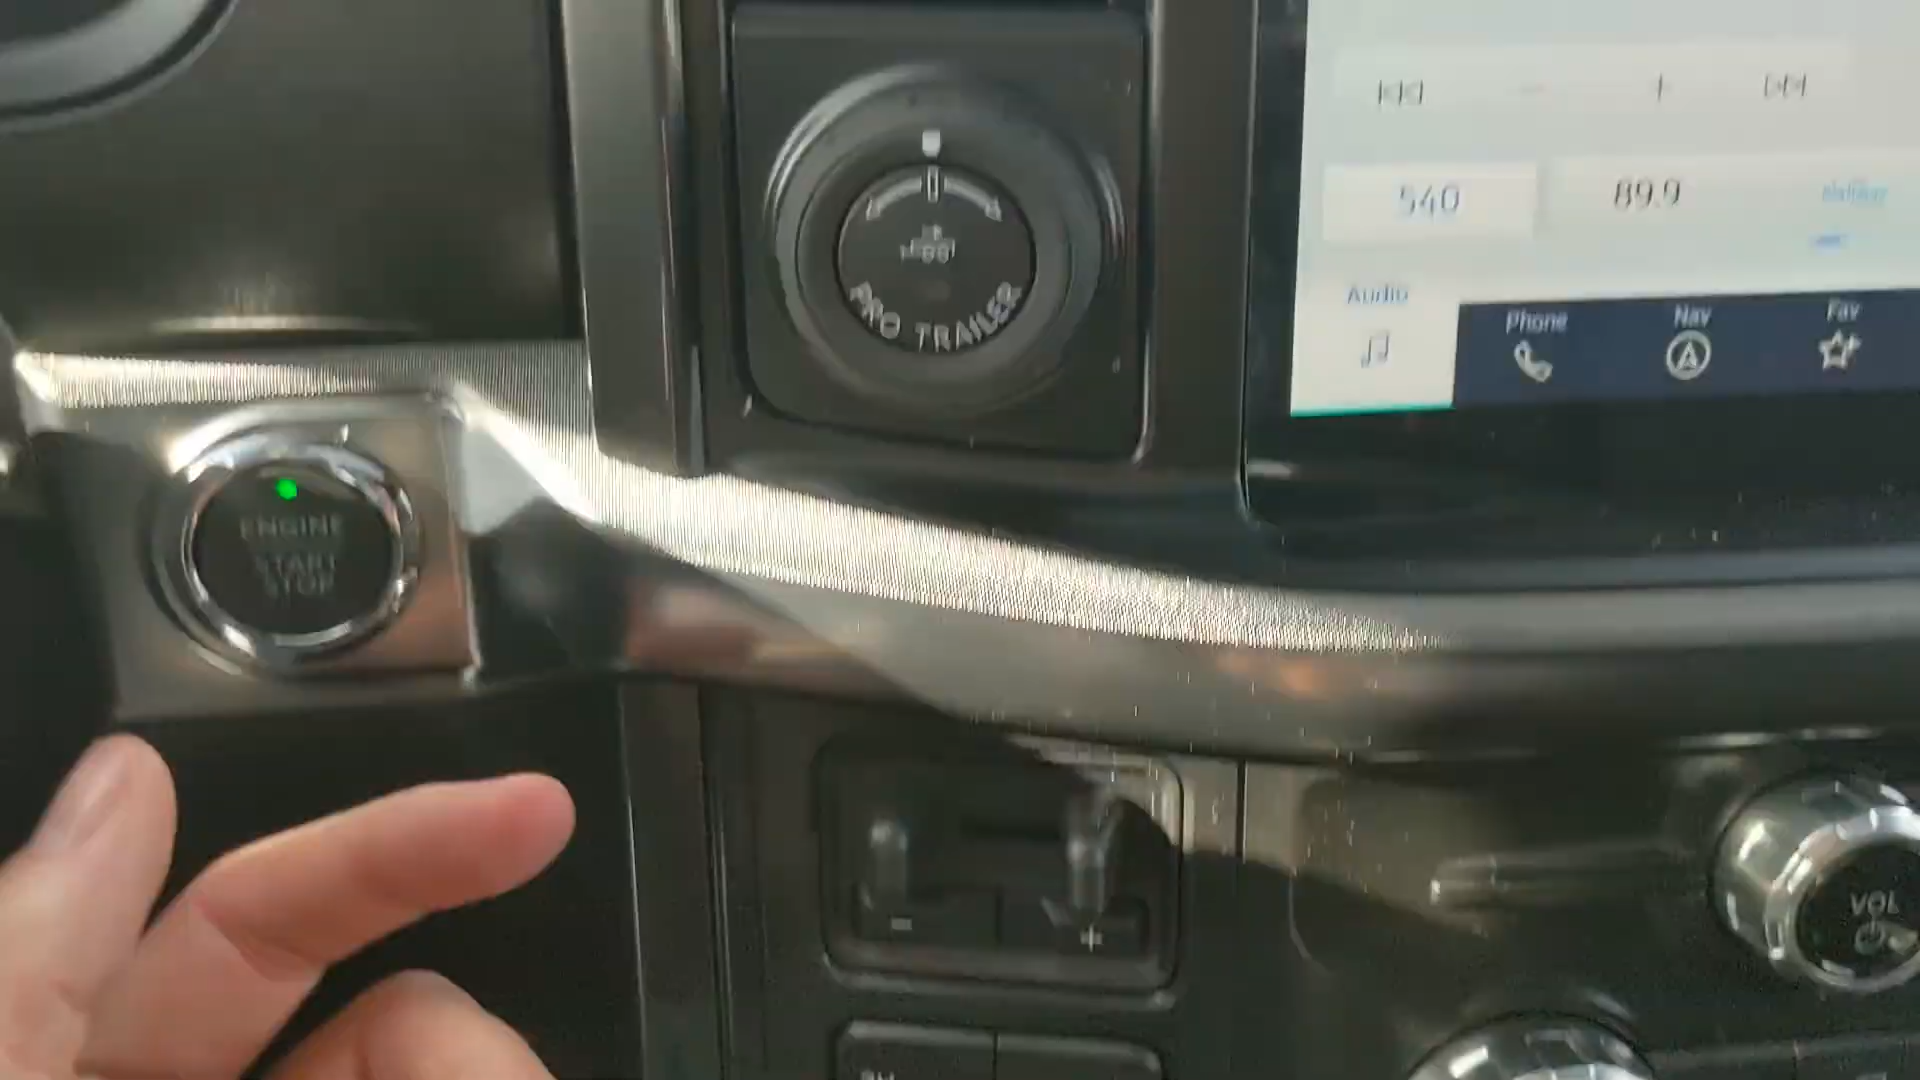 PRO TRAILER
540
89.9
Audio
Phone
Nav
Fav
ENGINE
START
STOP
-
+
VOL